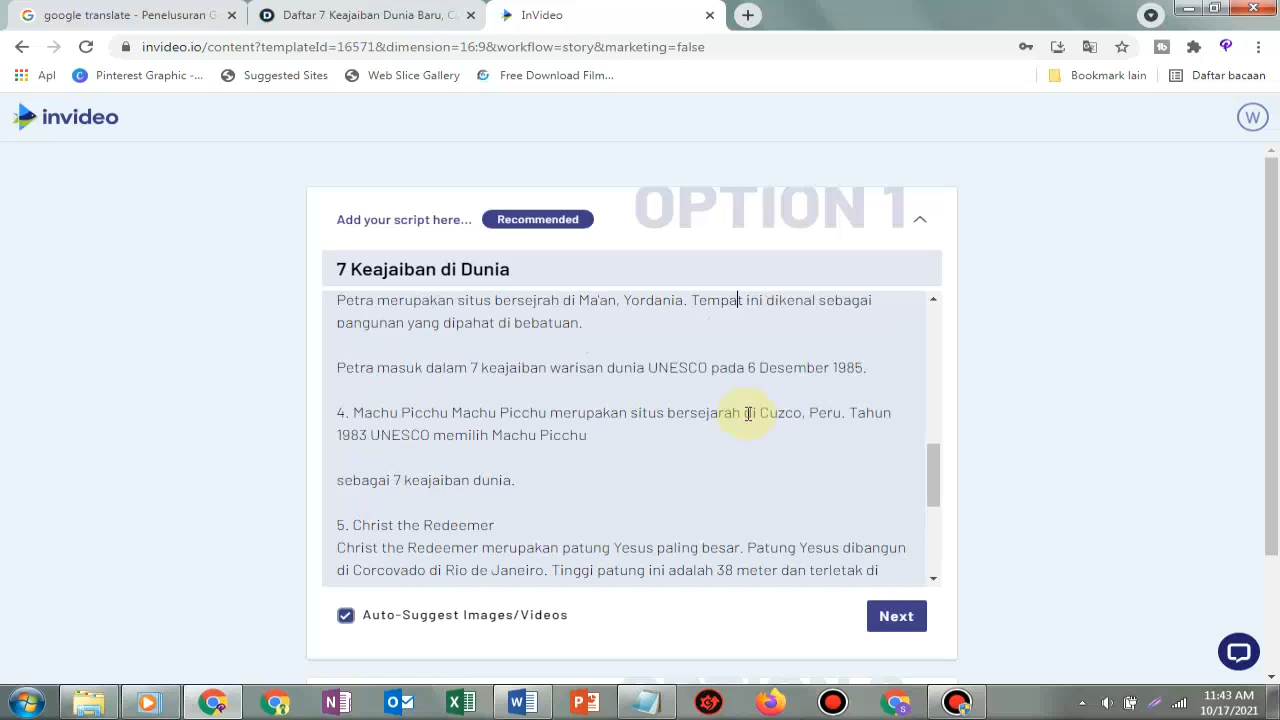 google translate - Penelusuran G
Daftar 7 Keajaiban Dunia Baru, C
InVideo
invideo.io/content?templateId=16571&dimension=16:9&workflow=story&marketing=false
Apl
Pinterest Graphic -...
Suggested Sites
Web Slice Gallery
Free Download Film...
Bookmark lain
Daftar bacaan
invideo
W
OPTION 1
Add your script here...
Recommended
7 Keajaiban di Dunia
Petra merupakan situs bersejrah di Ma'an, Yordania. Tempat ini dikenal sebagai
pangunan yang dipahat di bebatuan.
Petra masuk dalam 7 keajaiban warisan dunia UNESCO pada 6 Desember 1985.
4. Machu Picchu Machu Picchu merupakan situs bersejarah di Cuzco, Peru. Tahun
1983 UNESCO memilih Machu Picchu
sebagai 7 keajaiban dunia.
5. Christ the Redeemer
Christ the Redeemer merupakan patung Yesus paling besar. Patung Yesus dibangun
di Corcovado di Rio de Janeiro. Tinggi patung ini adalah 38 meter dan terletak di
Auto-Suggest Images/Videos
Next
11:43 AM
10/17/2021